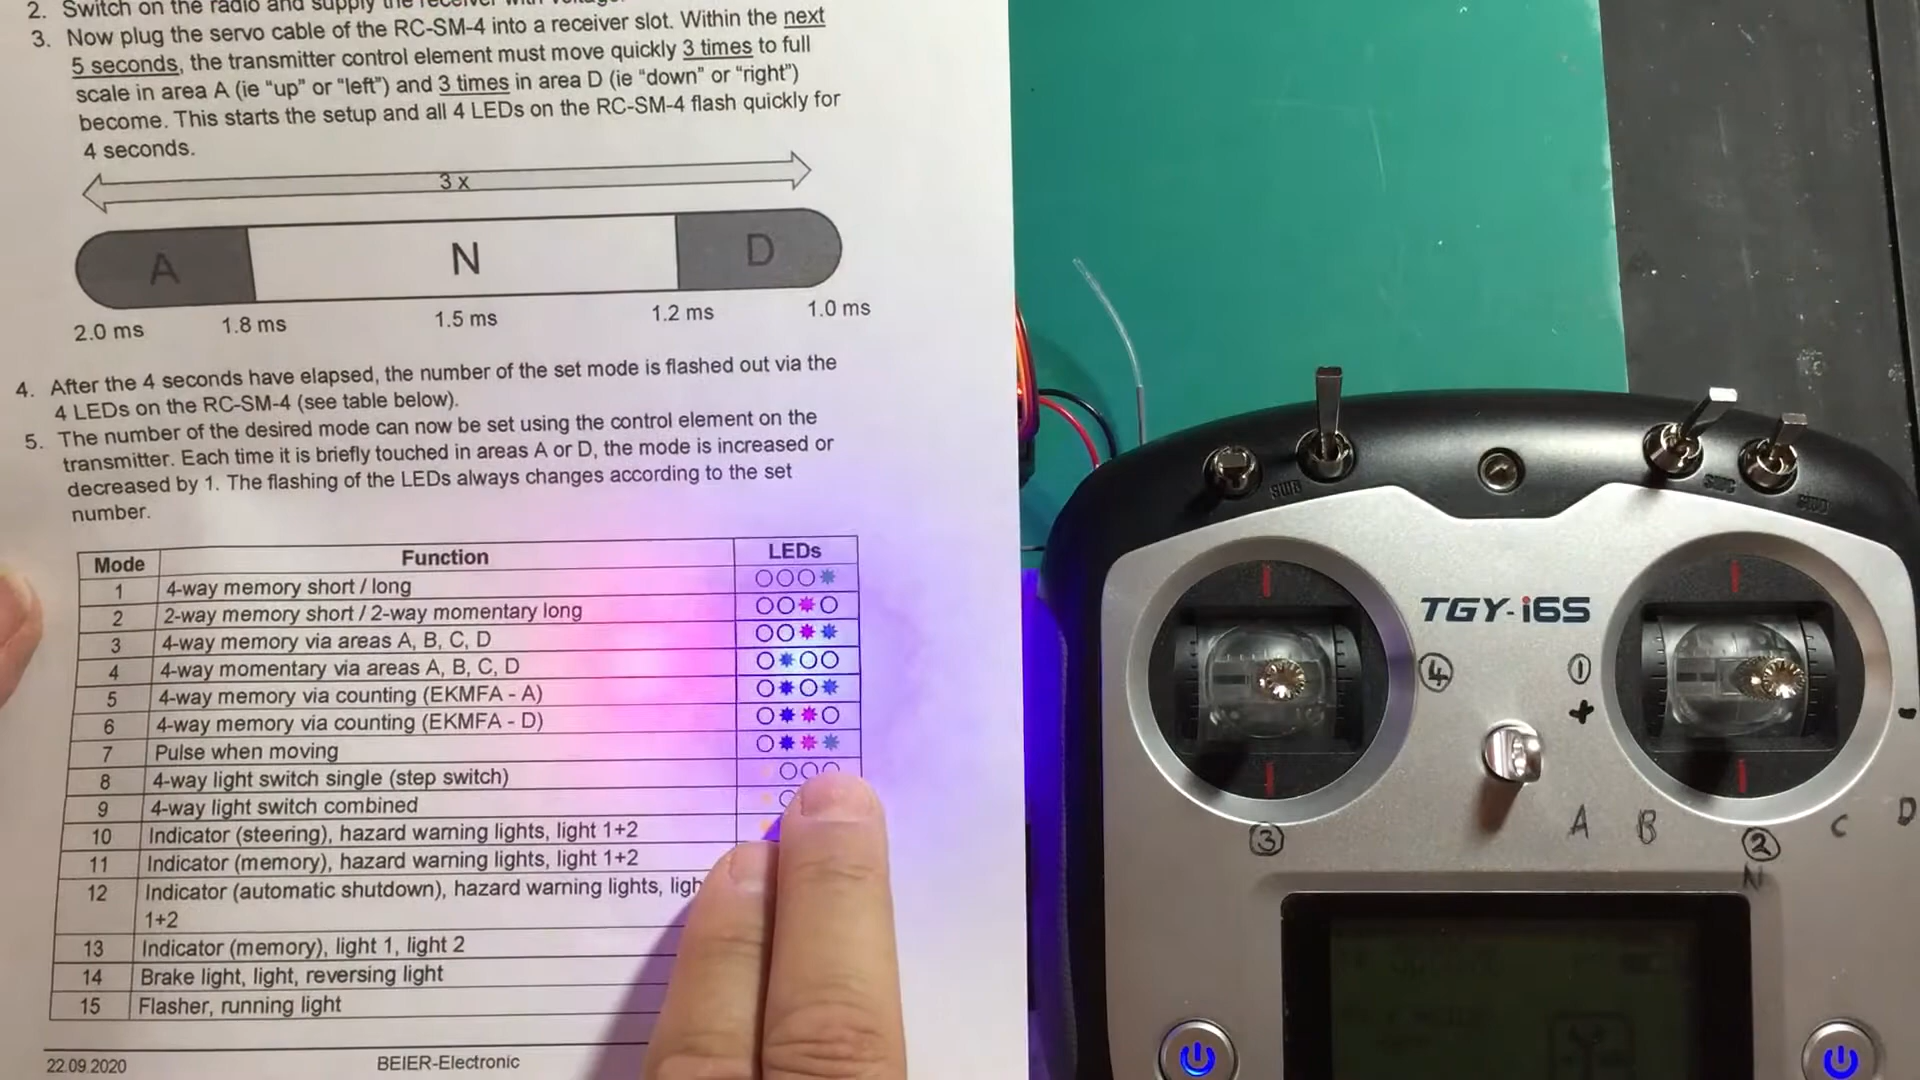 2. Switch on the radio and supply the receiver with voltage.
3. Now plug the servo cable of the RC-SM-4 into a receiver slot. Within the next
5 seconds, the transmitter control element must move quickly 3 times to full
scale in area A (ie "up" or "left") and 3 times in area D (ie "down" or "right")
become. This starts the setup and all 4 LEDs on the RC-SM-4 flash quickly for
4 seconds.
3 x
A N D
2.0 ms 1.8 ms 1.5 ms 1.2 ms 1.0 ms
4. After the 4 seconds have elapsed, the number of the set mode is flashed out via the
4 LEDs on the RC-SM-4 (see table below).
5. The number of the desired mode can now be set using the control element on the
transmitter. Each time it is briefly touched in areas A or D, the mode is increased or
decreased by 1. The flashing of the LEDs always changes according to the set
number.
Mode Function LEDs
1 4-way memory short / long
2 2-way memory short / 2-way momentary long
3 4-way memory via areas A, B, C, D
4 4-way momentary via areas A, B, C, D
5 4-way memory via counting (EKMFA - A)
6 4-way memory via counting (EKMFA - D)
7 Pulse when moving
8 4-way light switch single (step switch)
9 4-way light switch combined
10 Indicator (steering), hazard warning lights, light 1+2
11 Indicator (memory), hazard warning lights, light 1+2
12 Indicator (automatic shutdown), hazard warning lights,
1+2
13 Indicator (memory), light 1, light 2
14 Brake light, light, reversing light
15 Flasher, running light
22.09.2020 BEIER-Electronic
SWB SWC SWD
TGY-i6S
4 1
+ -
A B C D
3 2
N